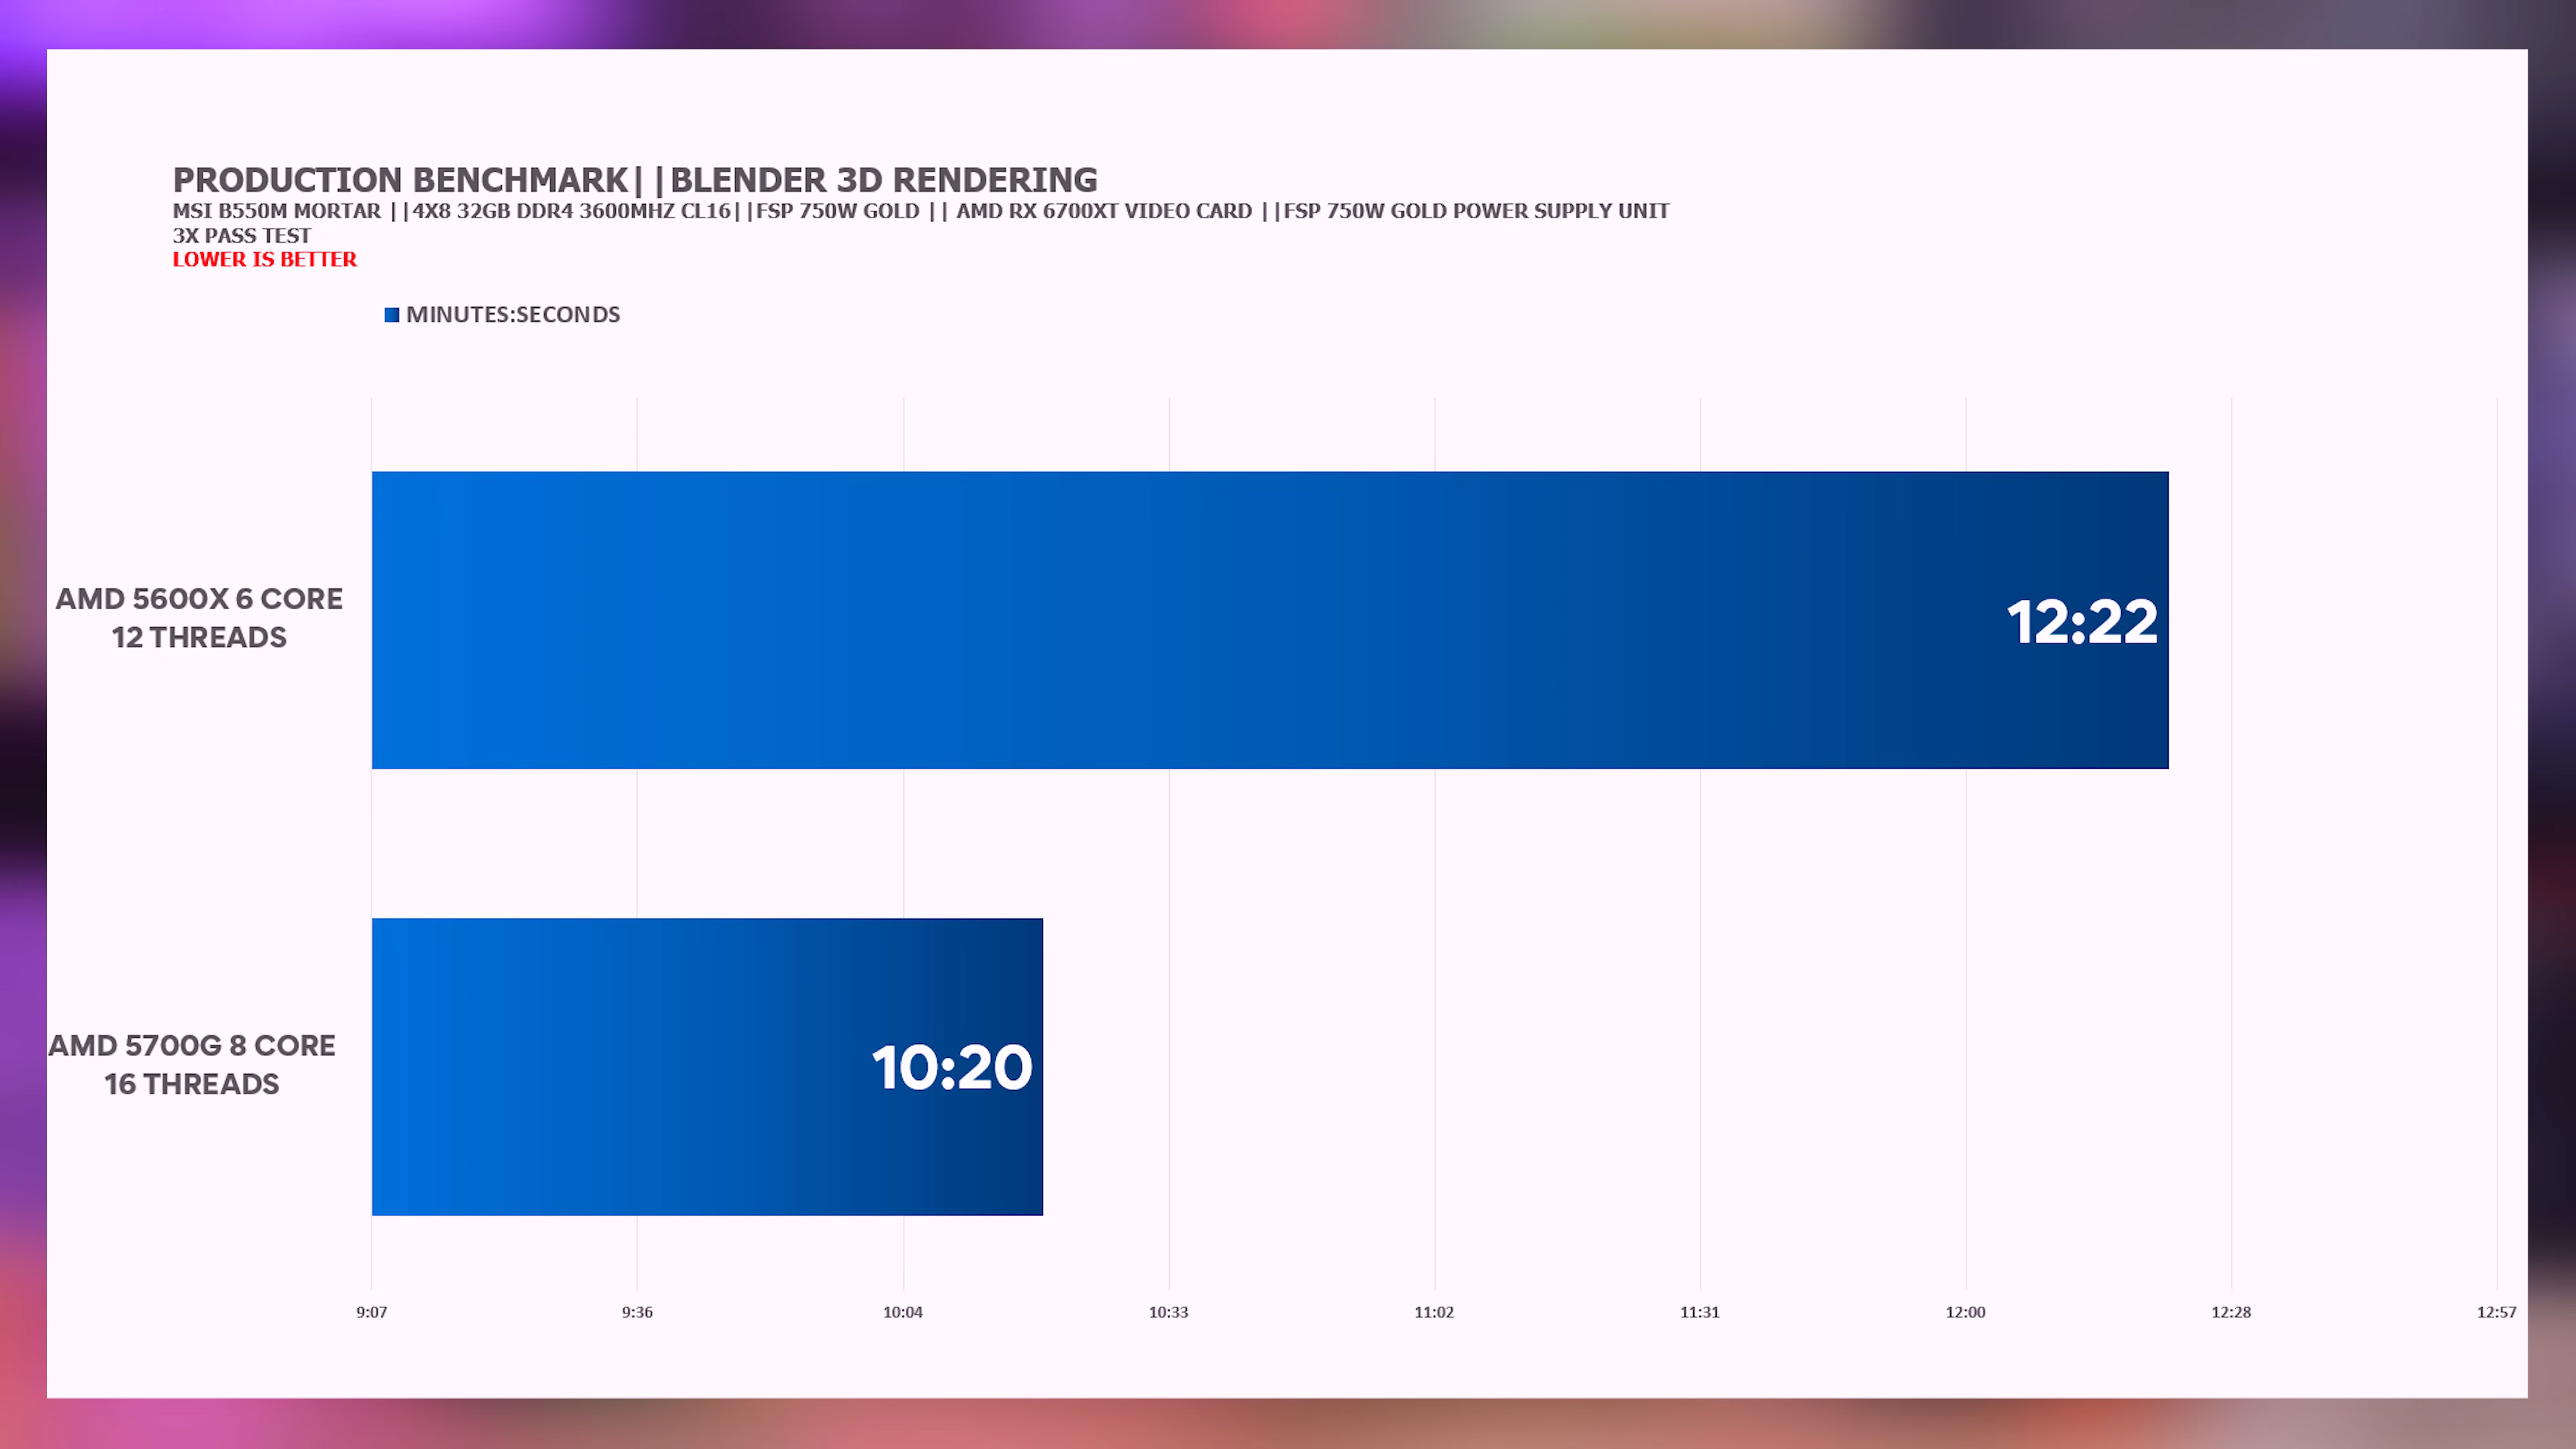 PRODUCTION BENCHMARK||BLENDER 3D RENDERING
MSI B550M MORTAR ||4X8 32GB DDR4 3600MHZ CL16||FSP 750W GOLD || AMD RX 6700XT VIDEO CARD ||FSP 750W GOLD POWER SUPPLY UNIT
3X PASS TEST
LOWER IS BETTER
MINUTES:SECONDS
AMD 5600X 6 CORE
12 THREADS
12:22
AMD 5700G 8 CORE
16 THREADS
10:20
9:07 9:36 10:04 10:33 11:02 11:31 12:00 12:28 12:57